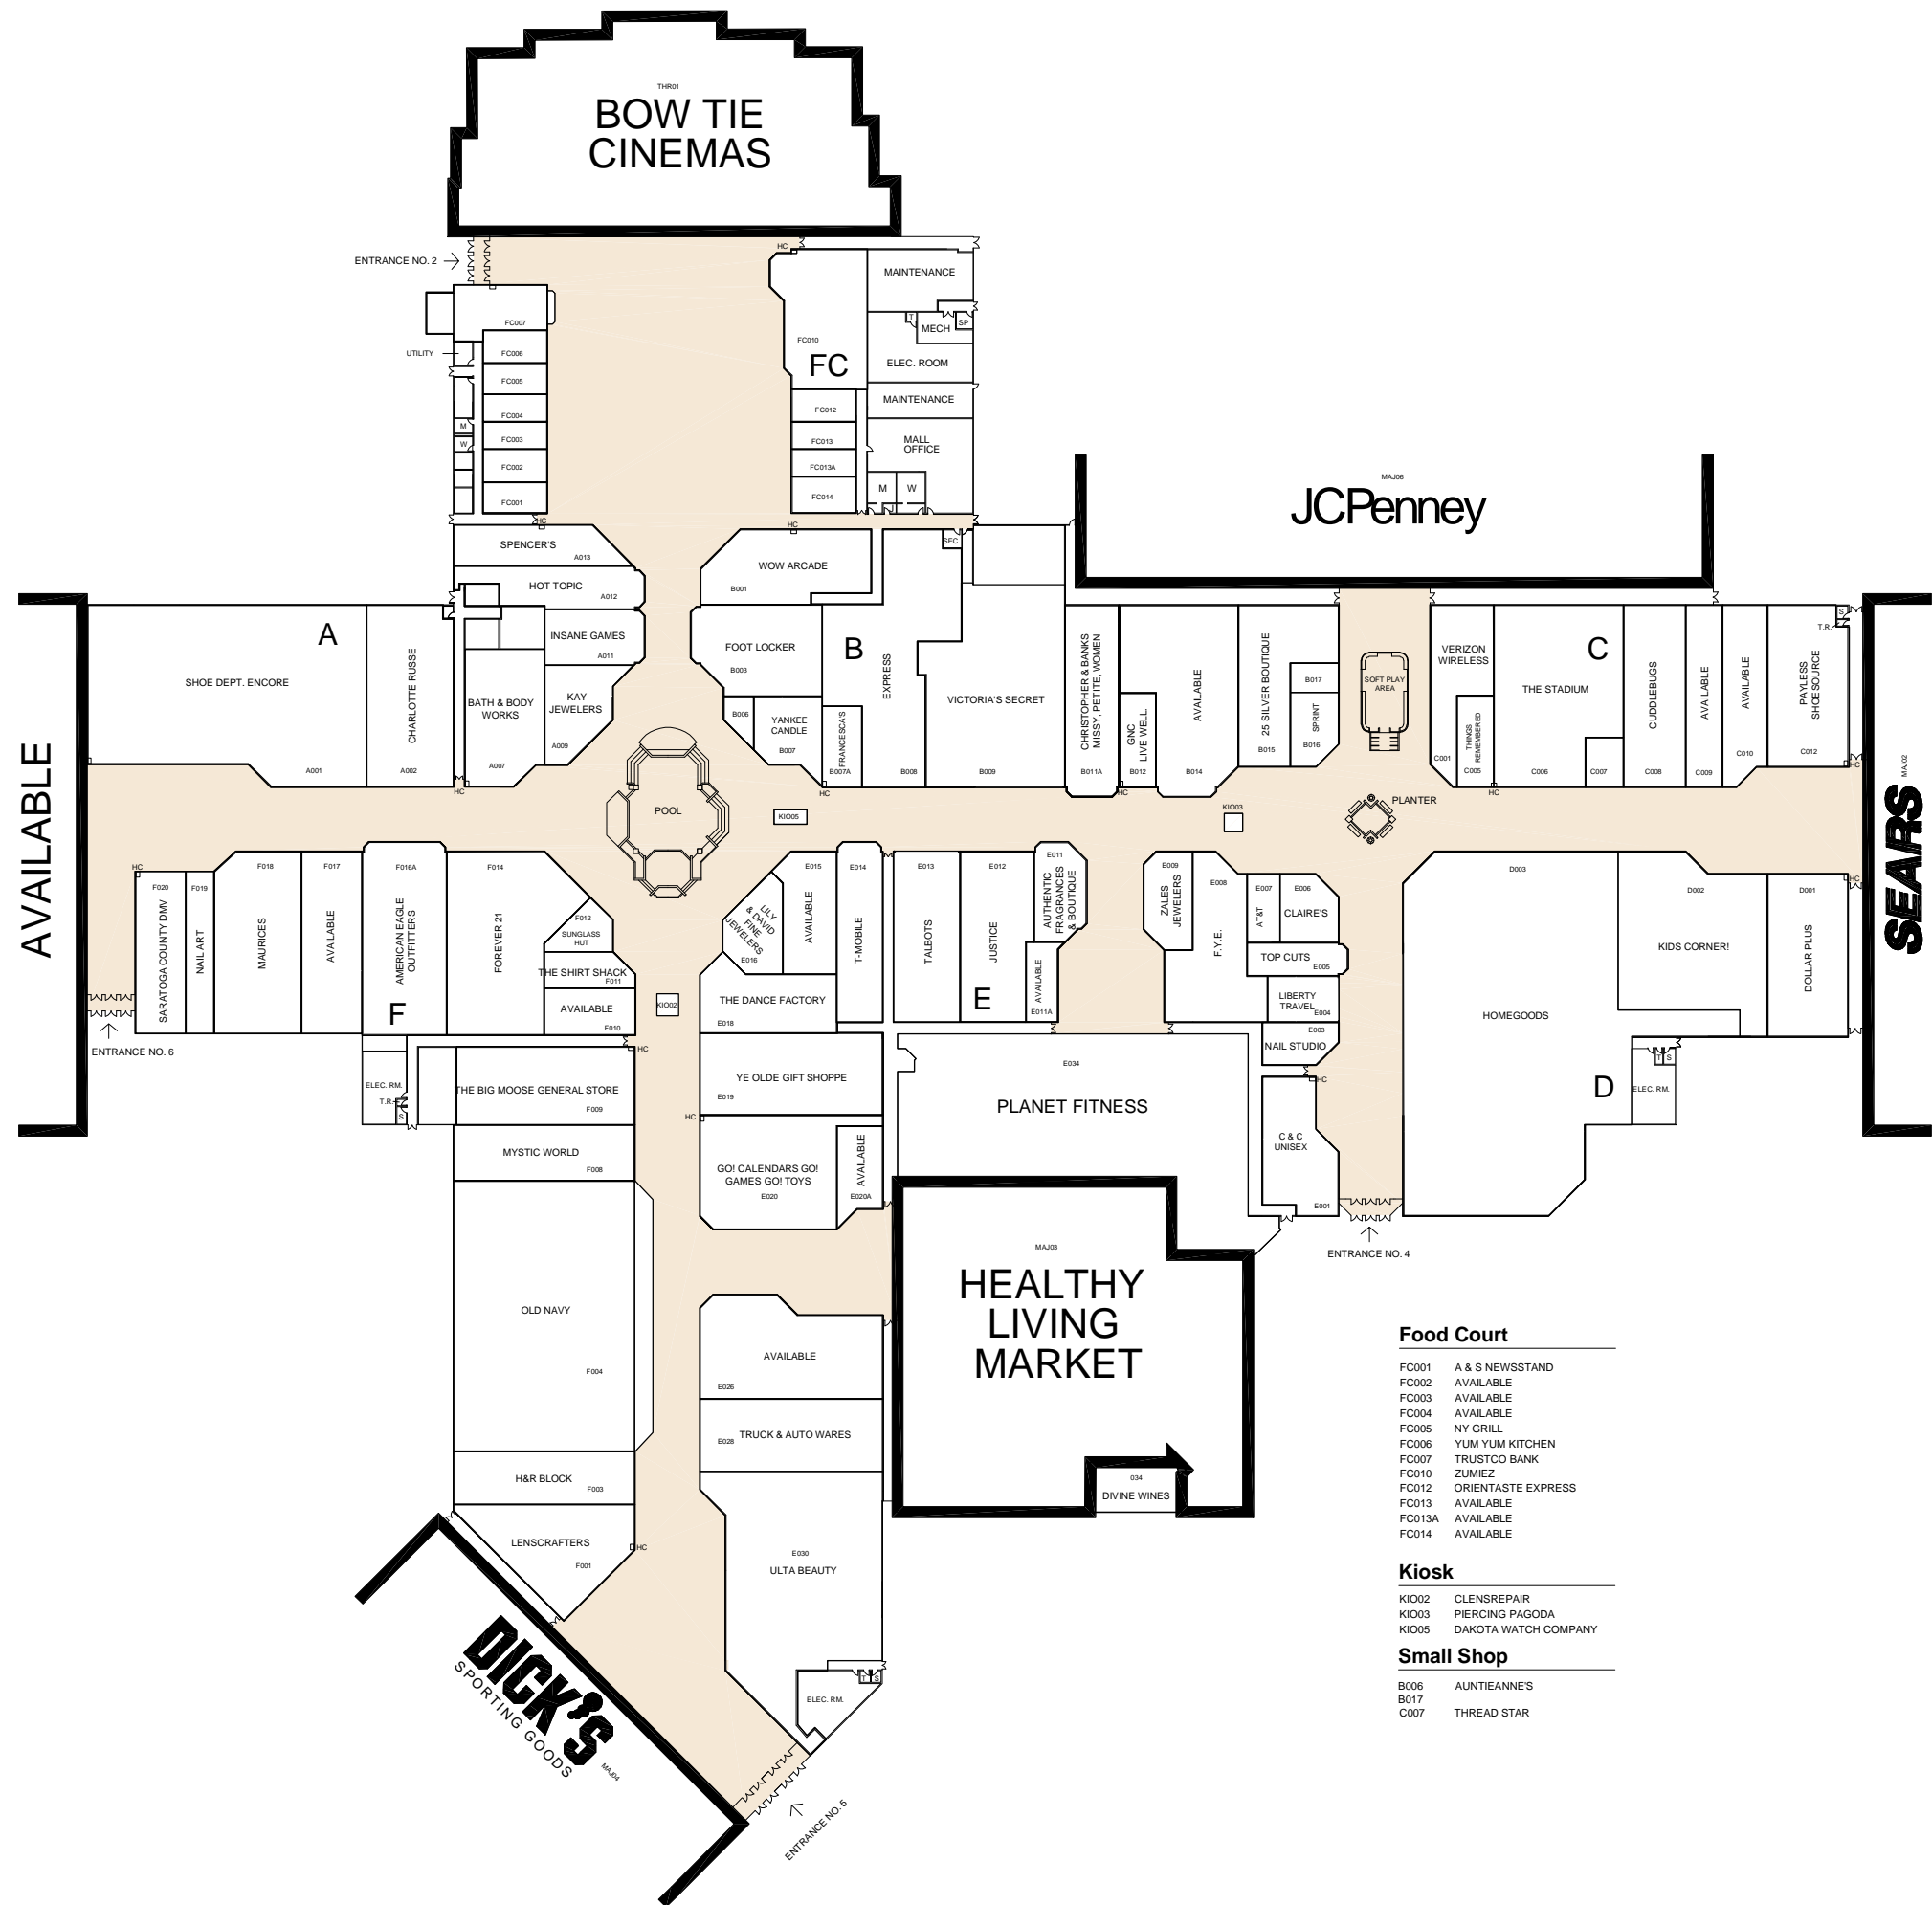 THR01
BOW TIE
CINEMAS
ENTRANCE NO. 2
HC
MAINTENANCE
FC007
T
MECH
SP
FC010
FC
UTILITY
FC006
ELEC. ROOM
FC005
MAINTENANCE
FC004
FC012
M
W
FC003
FC013
MALL
OFFICE
FC002
FC013A
FC001
FC014
M
W
J
HC
HC
MAJ06
JCPenney
SPENCER'S
A013
HOT TOPIC
A012
WOW ARCADE
B001
SEC.
A
SHOE DEPT. ENCORE
A001
CHARLOTTE RUSSE
A002
HC
BATH & BODY
WORKS
A007
INSANE GAMES
A011
KAY
JEWELERS
A009
FOOT LOCKER
B003
B
B006
YANKEE
CANDLE
B007
FRANCESCA'S
B007A
HC
EXPRESS
B008
VICTORIA'S SECRET
B009
CHRISTOPHER & BANKS
MISSY, PETITE, WOMEN
B011A
GNC
LIVE WELL.
B012
HC
AVAILABLE
B014
25 SILVER BOUTIQUE
B015
B017
SPRINT
B016
SOFT PLAY
AREA
VERIZON
WIRELESS
C001
THINGS
REMEMBERED
C005
HC
C
THE STADIUM
C006
C007
CUDDLEBUGS
C008
AVAILABLE
C009
AVAILABLE
C010
PAYLESS
SHOESOURCE
C012
S
T.R.
HC
AVAILABLE
POOL
KIO05
KIO03
PLANTER
MAJ02
SEARS
HC
F020
SARATOGA COUNTY DMV
F019
NAIL ART
F018
MAURICES
F017
AVAILABLE
F016A
AMERICAN EAGLE
OUTFITTERS
F
F014
FOREVER 21
F012
SUNGLASS
HUT
THE SHIRT SHACK
F011
AVAILABLE
F010
KIO02
ENTRANCE NO. 6
LILY
& DAVID
FINE
JEWELERS
E016
E015
AVAILABLE
E014
T-MOBILE
E013
TALBOTS
E012
JUSTICE
E
E011
AUTHENTIC
FRAGRANCES
& BOUTIQUE
AVAILABLE
E011A
E009
ZALES
JEWELERS
E008
F.Y.E.
E007
AT&T
E006
CLAIRE'S
TOP CUTS
E005
LIBERTY
TRAVEL
E004
E003
NAIL STUDIO
HC
D003
HOMEGOODS
D
D002
KIDS CORNER!
D001
DOLLAR PLUS
HC
T
S
ELEC. RM.
THE DANCE FACTORY
E018
HC
ELEC. RM.
T.R.
S
THE BIG MOOSE GENERAL STORE
F009
YE OLDE GIFT SHOPPE
E019
HC
E034
PLANET FITNESS
C & C
UNISEX
E001
MYSTIC WORLD
F008
GO! CALENDARS GO!
GAMES GO! TOYS
E020
AVAILABLE
E020A
ENTRANCE NO. 4
MAJ03
HEALTHY
LIVING
MARKET
034
DIVINE WINES
OLD NAVY
F004
AVAILABLE
E026
E028
TRUCK & AUTO WARES
H&R BLOCK
F003
LENSCRAFTERS
F001
HC
E030
ULTA BEAUTY
T
S
ELEC. RM.
DICK'S
SPORTING GOODS
MAJ04
ENTRANCE NO. 5
Food Court
FC001 A & S NEWSSTAND
FC002 AVAILABLE
FC003 AVAILABLE
FC004 AVAILABLE
FC005 NY GRILL
FC006 YUM YUM KITCHEN
FC007 TRUSTCO BANK
FC010 ZUMIEZ
FC012 ORIENTASTE EXPRESS
FC013 AVAILABLE
FC013A AVAILABLE
FC014 AVAILABLE
Kiosk
KIO02 CLENSREPAIR
KIO03 PIERCING PAGODA
KIO05 DAKOTA WATCH COMPANY
Small Shop
B006 AUNTIEANNE'S
B017
C007 THREAD STAR